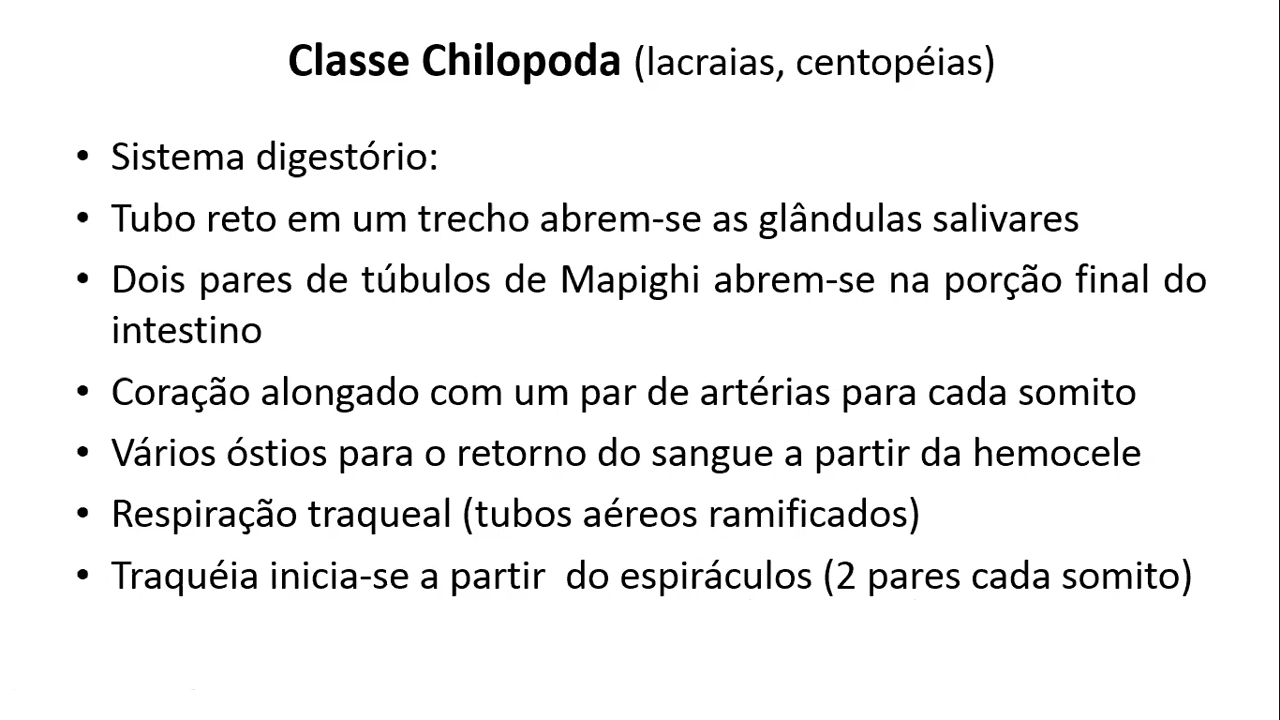 Classe Chilopoda (lacraias, centopéias)
• Sistema digestório:
• Tubo reto em um trecho abrem-se as glândulas salivares
• Dois pares de túbulos de Mapighi abrem-se na porção final do
intestino
• Coração alongado com um par de artérias para cada somito
• Vários óstios para o retorno do sangue a partir da hemocele
• Respiração traqueal (tubos aéreos ramificados)
• Traquéia inicia-se a partir  do espiráculos (2 pares cada somito)